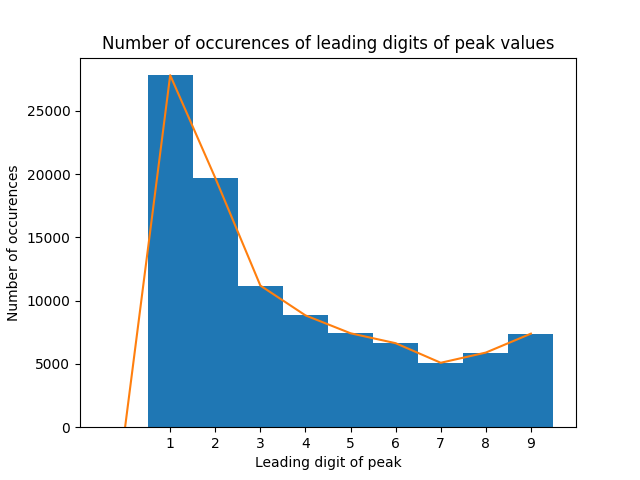 Number of occurences of leading digits of peak values
Number of occurences
25000
20000
15000
10000
5000
0
1 2 3 4 5 6 7 8 9
Leading digit of peak